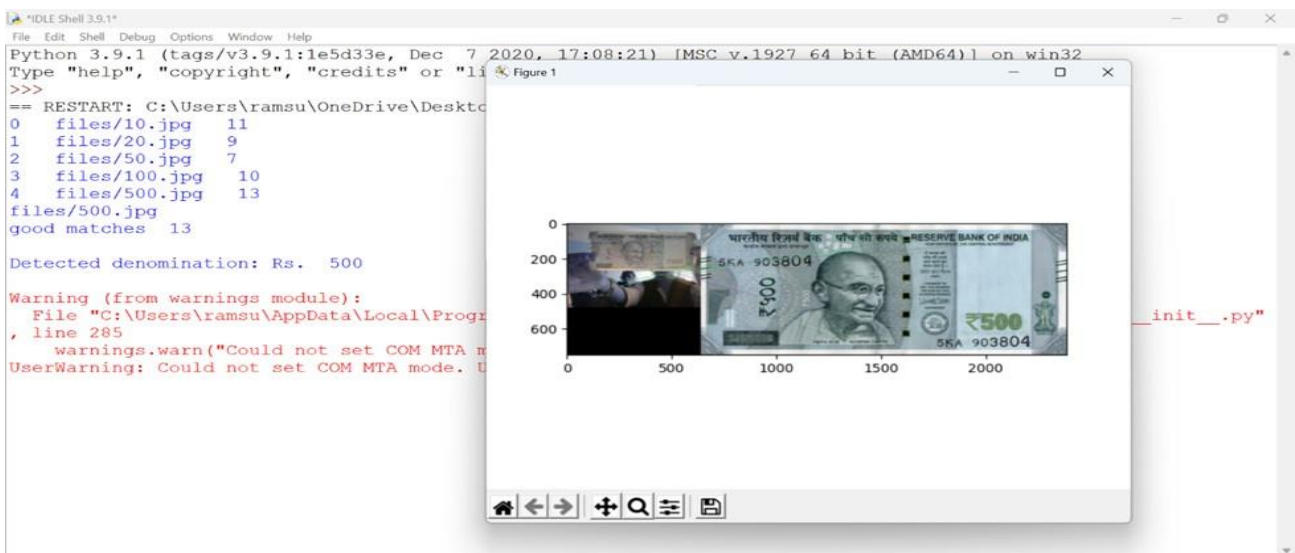 *IDLE Shell 3.9.1*
File Edit Shell Debug Options Window Help
Python 3.9.1 (tags/v3.9.1:1e5d33e, Dec 7 2020, 17:08:21) [MSC v.1927 64 bit (AMD64)] on win32
Type "help", "copyright", "credits" or "li
>>>
== RESTART: C:\Users\ramsu\OneDrive\Deskto
0 files/10.jpg 11
1 files/20.jpg 9
2 files/50.jpg 7
3 files/100.jpg 10
4 files/500.jpg 13
files/500.jpg
good matches 13
Detected denomination: Rs. 500
Warning (from warnings module):
File "C:\Users\ramsu\AppData\Local\Progr
__init__.py"
, line 285
warnings.warn("Could not set COM MTA m
UserWarning: Could not set COM MTA mode. U
Figure 1
0
200
400
600
0 500 1000 1500 2000
भारतीय रिज़र्व बैंक पाँच सौ रुपये RESERVE BANK OF INDIA
5KA 903804
₹500
₹500
5KA 903804